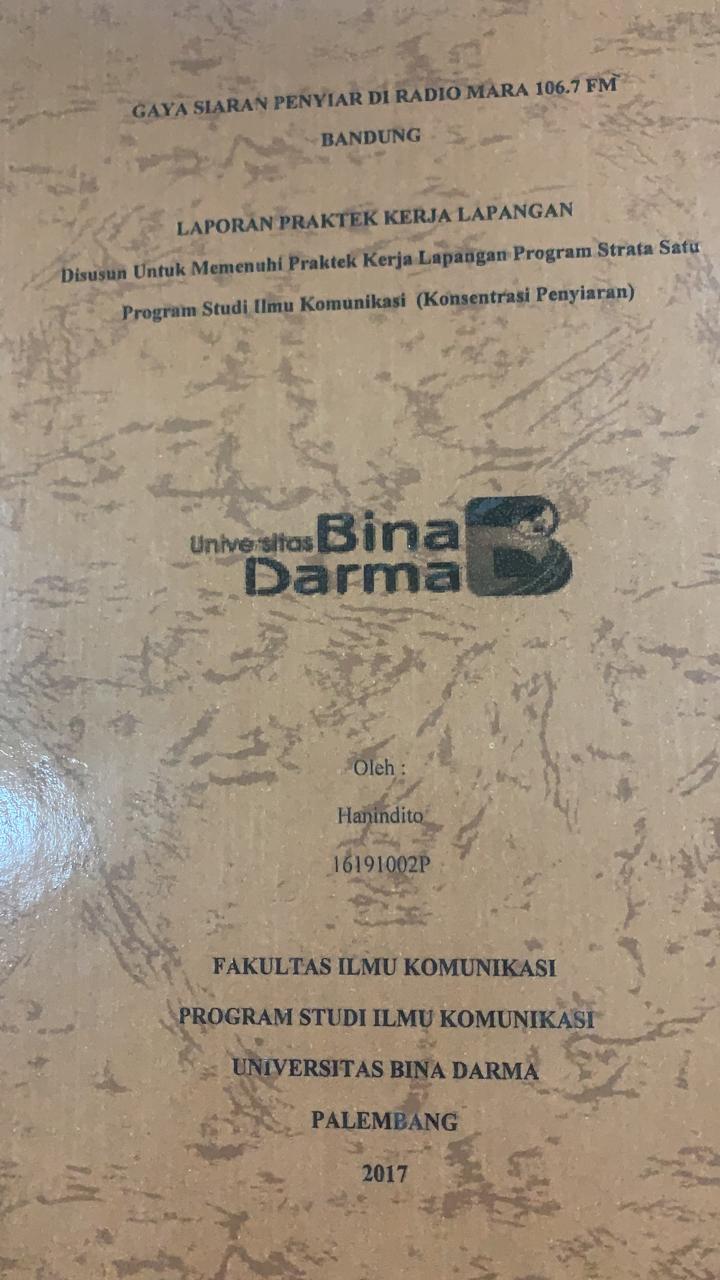 GAYA SIARAN PENYIAR DI RADIO MARA 106.7 FM
BANDUNG
LAPORAN PRAKTEK KERJA LAPANGAN
Disusun Untuk Memenuhi Praktek Kerja Lapangan Program Strata Satu
Program Studi Ilmu Komunikasi (Konsentrasi Penyiaran)
Universitas Bina
Darma
Oleh :
Hanindito
16191002P
FAKULTAS ILMU KOMUNIKASI
PROGRAM STUDI ILMU KOMUNIKASI
UNIVERSITAS BINA DARMA
PALEMBANG
2017